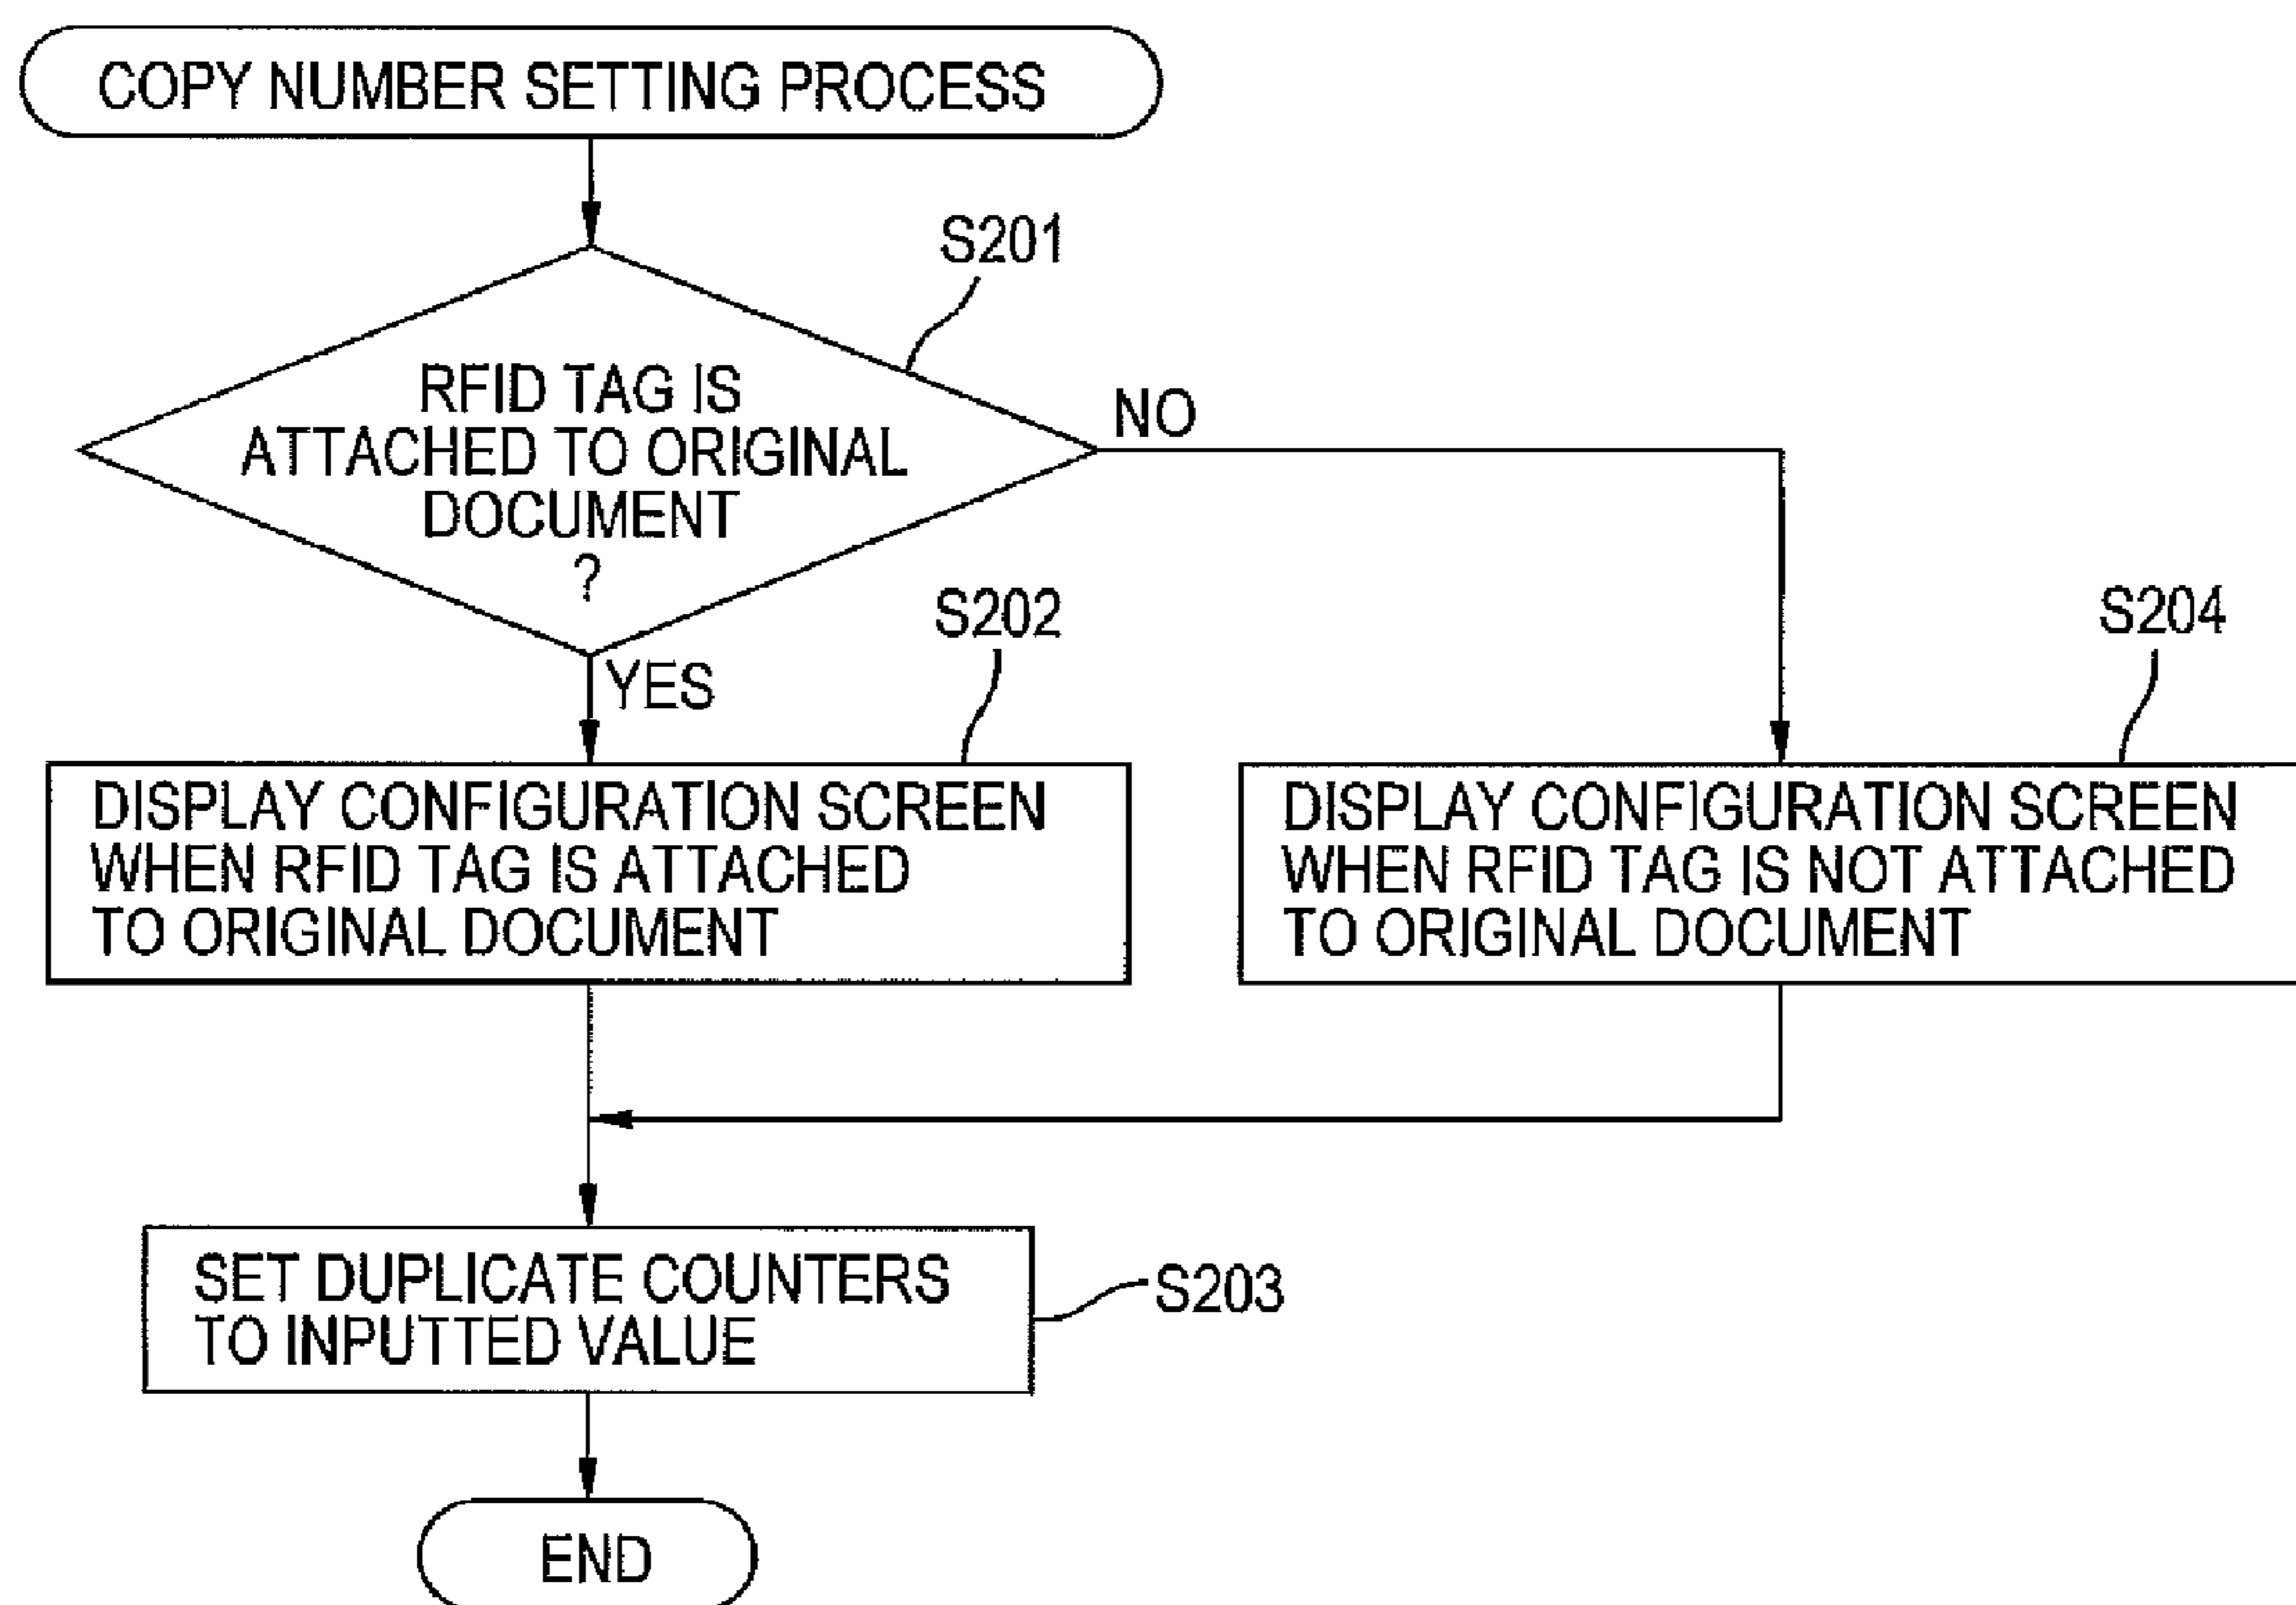 COPY NUMBER SETTING PROCESS
S201
RFID TAG IS
ATTACHED TO ORIGINAL
DOCUMENT
?
NO
YES
S202
DISPLAY CONFIGURATION SCREEN
WHEN RFID TAG IS ATTACHED
TO ORIGINAL DOCUMENT
S204
DISPLAY CONFIGURATION SCREEN
WHEN RFID TAG IS NOT ATTACHED
TO ORIGINAL DOCUMENT
SET DUPLICATE COUNTERS
TO INPUTTED VALUE
S203
END